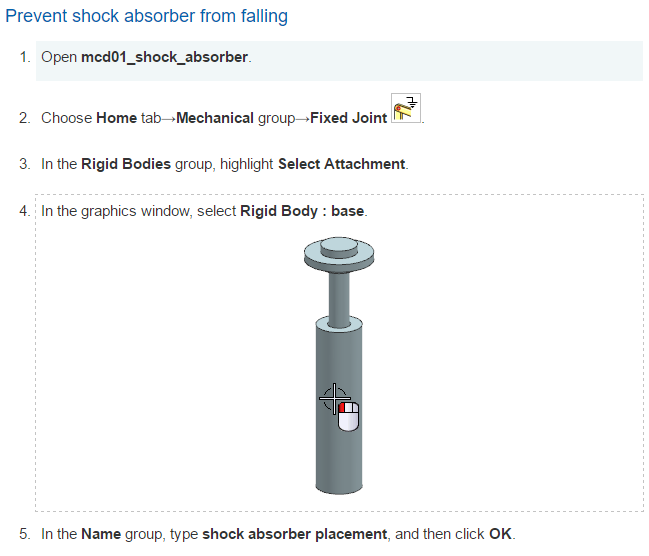 Prevent shock absorber from falling
1. Open mcd01_shock_absorber.
2. Choose Home tab→Mechanical group→Fixed Joint .
3. In the Rigid Bodies group, highlight Select Attachment.
4. In the graphics window, select Rigid Body : base.
5. In the Name group, type shock absorber placement, and then click OK.